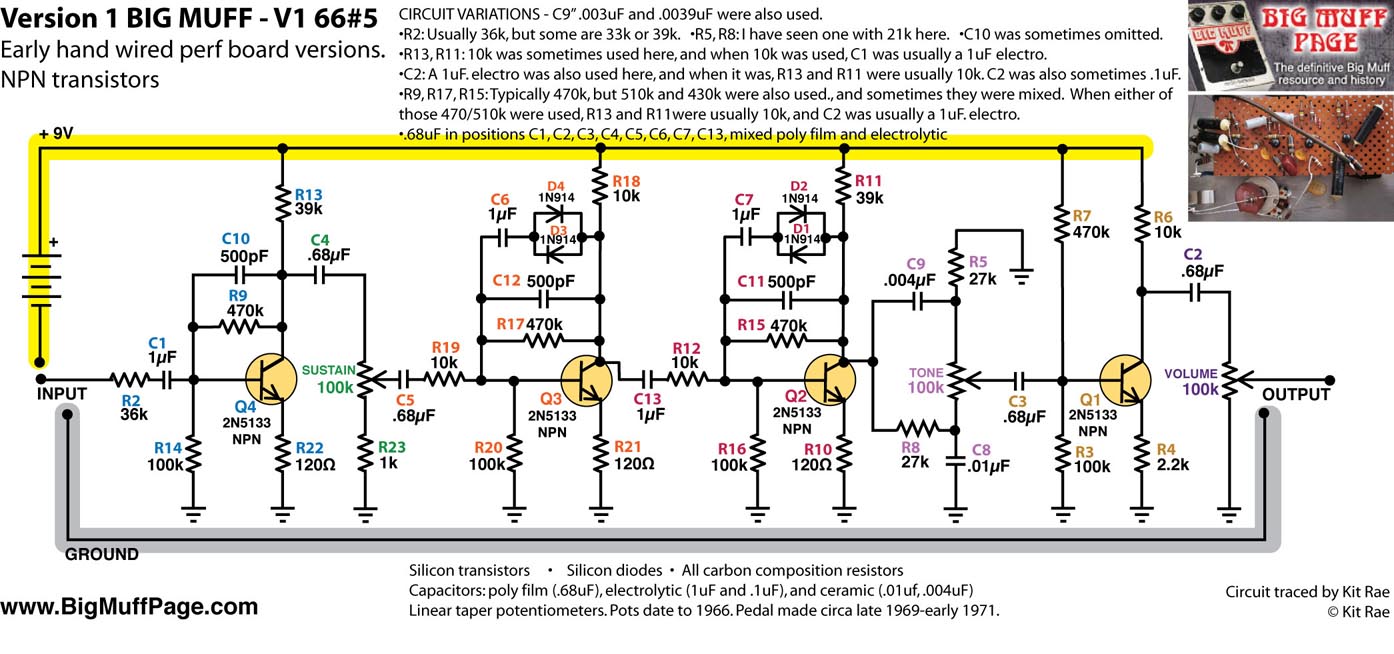 Version 1 BIG MUFF - V1 66#5
Early hand wired perf board versions.
NPN transistors
CIRCUIT VARIATIONS - C9” .003uF and .0039uF were also used.
•R2: Usually 36k, but some are 33k or 39k. •R5, R8: I have seen one with 21k here. •C10 was sometimes omitted.
•R13, R11: 10k was sometimes used here, and when 10k was used, C1 was usually a 1uF electro.
•C2: A 1uF. electro was also used here, and when it was, R13 and R11 were usually 10k. C2 was also sometimes .1uF.
•R9, R17, R15: Typically 470k, but 510k and 430k were also used., and sometimes they were mixed. When either of
those 470/510k were used, R13 and R11were usually 10k, and C2 was usually a 1uF. electro.
•.68uF in positions C1, C2, C3, C4, C5, C6, C7, C13, mixed poly film and electrolytic
BIG MUFF
PAGE
The definitive Big Muff
resource and history
BIG MUFF
+ 9V
+
INPUT
R2
36k
C1
1µF
R14
100k
C10
500pF
R9
470k
R13
39k
C4
.68µF
Q4
2N5133
NPN
R22
120Ω
SUSTAIN
100k
R23
1k
C5
.68µF
R19
10k
C6
1µF
D4
1N914
D3
1N914
R18
10k
C12 500pF
R17 470k
Q3
2N5133
NPN
R20
100k
R21
120Ω
C13
1µF
R12
10k
C7
1µF
D2
1N914
D1
1N914
R11
39k
C11 500pF
R15 470k
Q2
2N5133
NPN
R16
100k
R10
120Ω
C9
.004µF
R5
27k
TONE
100k
R8
27k
C8
.01µF
C3
.68µF
R7
470k
R6
10k
C2
.68µF
Q1
2N5133
NPN
R3
100k
R4
2.2k
VOLUME
100k
OUTPUT
GROUND
Silicon transistors • Silicon diodes • All carbon composition resistors
Capacitors: poly film (.68uF), electrolytic (1uF and .1uF), and ceramic (.01uf, .004uF)
Linear taper potentiometers. Pots date to 1966. Pedal made circa late 1969-early 1971.
www.BigMuffPage.com
Circuit traced by Kit Rae
© Kit Rae